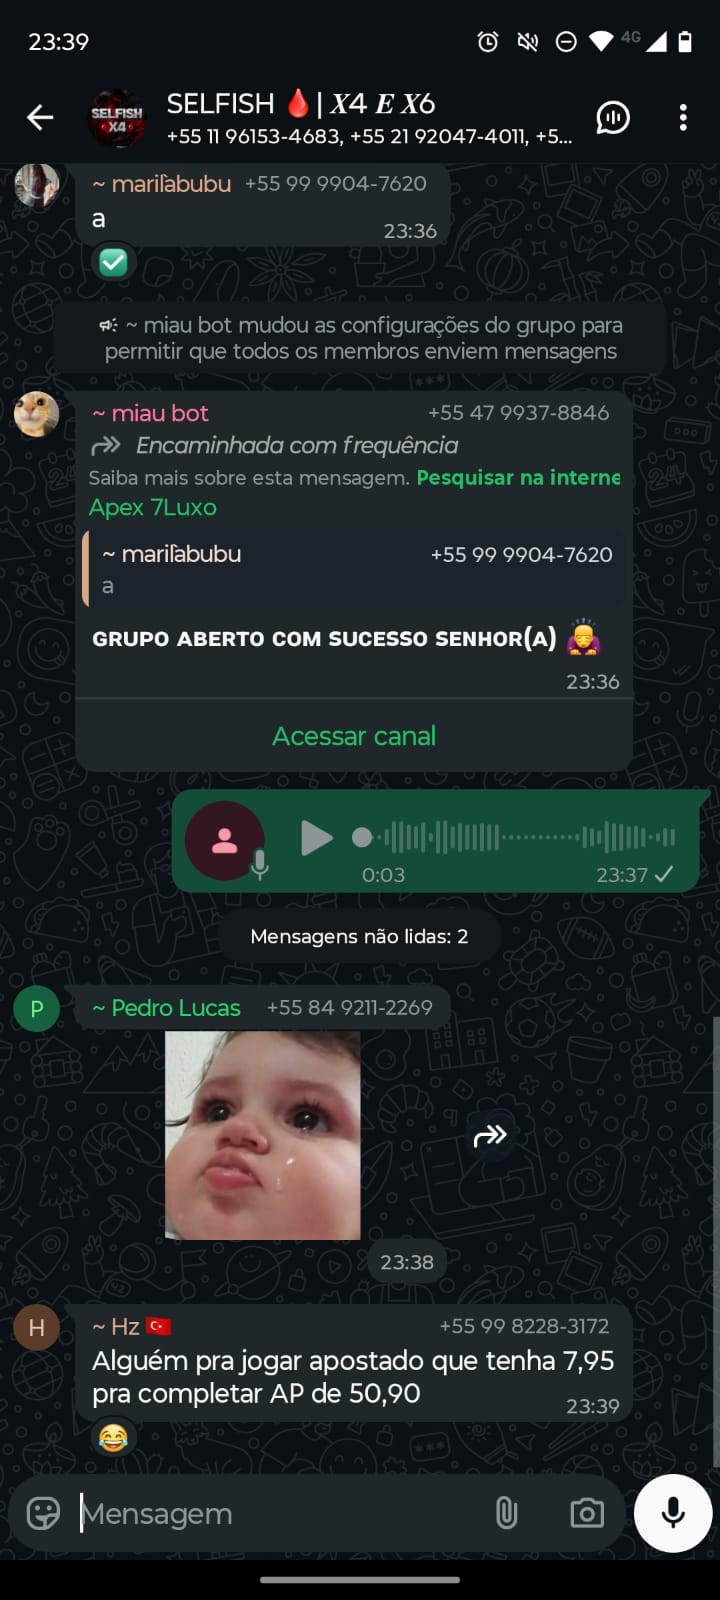 23:39
4G
SELFISH X4
SELFISH 🩸| X4 E X6
+55 11 96153-4683, +55 21 92047-4011, +5...
~ marilabubu +55 99 9904-7620
a
23:36
~ miau bot mudou as configurações do grupo para
permitir que todos os membros enviem mensagens
~ miau bot +55 47 9937-8846
Encaminhada com frequência
Saiba mais sobre esta mensagem. Pesquisar na interne
Apex 7Luxo
~ marilabubu +55 99 9904-7620
a
GRUPO ABERTO COM SUCESSO SENHOR(A) 🙇
23:36
Acessar canal
0:03 23:37
Mensagens não lidas: 2
P ~ Pedro Lucas +55 84 9211-2269
23:38
H ~ Hz 🇹🇷 +55 99 8228-3172
Alguém pra jogar apostado que tenha 7,95
pra completar AP de 50,90
23:39
Mensagem